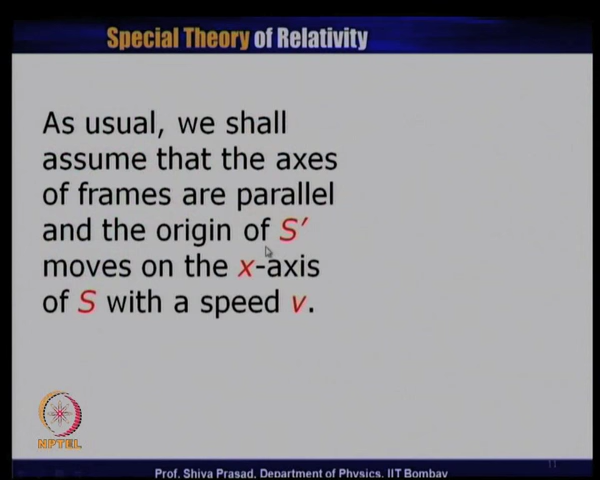 Special Theory of Relativity
As usual, we shall
assume that the axes
of frames are parallel
and the origin of S′
moves on the x-axis
of S with a speed v.
NPTEL
Prof. Shiva Prasad, Department of Physics, IIT Bombay
11